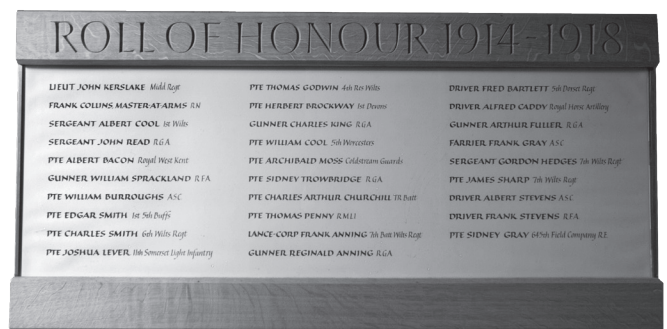 ROLL OF HONOUR 1914-1918
LIEUT JOHN KERSLAKE Midd Regt
FRANK COLLINS MASTER-AT-ARMS R.N
SERGEANT ALBERT COOL 1st Wilts
SERGEANT JOHN READ R.G.A
PTE ALBERT BACON Royal West Kent
GUNNER WILLIAM SPRACKLAND R.F.A
PTE WILLIAM BURROUGHS A.S.C
PTE EDGAR SMITH 1st 5th Buffs
PTE CHARLES SMITH 6th Wilts Regt
PTE JOSHUA LEVER Somerset Light Infantry
PTE THOMAS GODWIN 4th Res Wilts
PTE HERBERT BROCKWAY 1st Devons
GUNNER CHARLES KING R.G.A
PTE WILLIAM COOL 5th Worcesters
PTE ARCHIBALD MOSS Coldstream Guards
PTE SIDNEY TROWBRIDGE R.G.A
PTE CHARLES ARTHUR CHURCHILL TR Batt
PTE THOMAS PENNY R.M.L.I
LANCE-CORP FRANK ANNING 7th Batt Wilts Regt
GUNNER REGINALD ANNING R.G.A
DRIVER FRED BARTLETT 5th Dorset Regt
DRIVER ALFRED CADDY Royal Horse Artillery
GUNNER ARTHUR FULLER R.G.A
FARRIER FRANK GRAY A.S.C
SERGEANT GORDON HEDGES 7th Wilts Regt
PTE JAMES SHARP 7th Wilts Regt
DRIVER ALBERT STEVENS A.S.C
DRIVER FRANK STEVENS R.F.A
PTE SIDNEY GRAY Field Company R.E